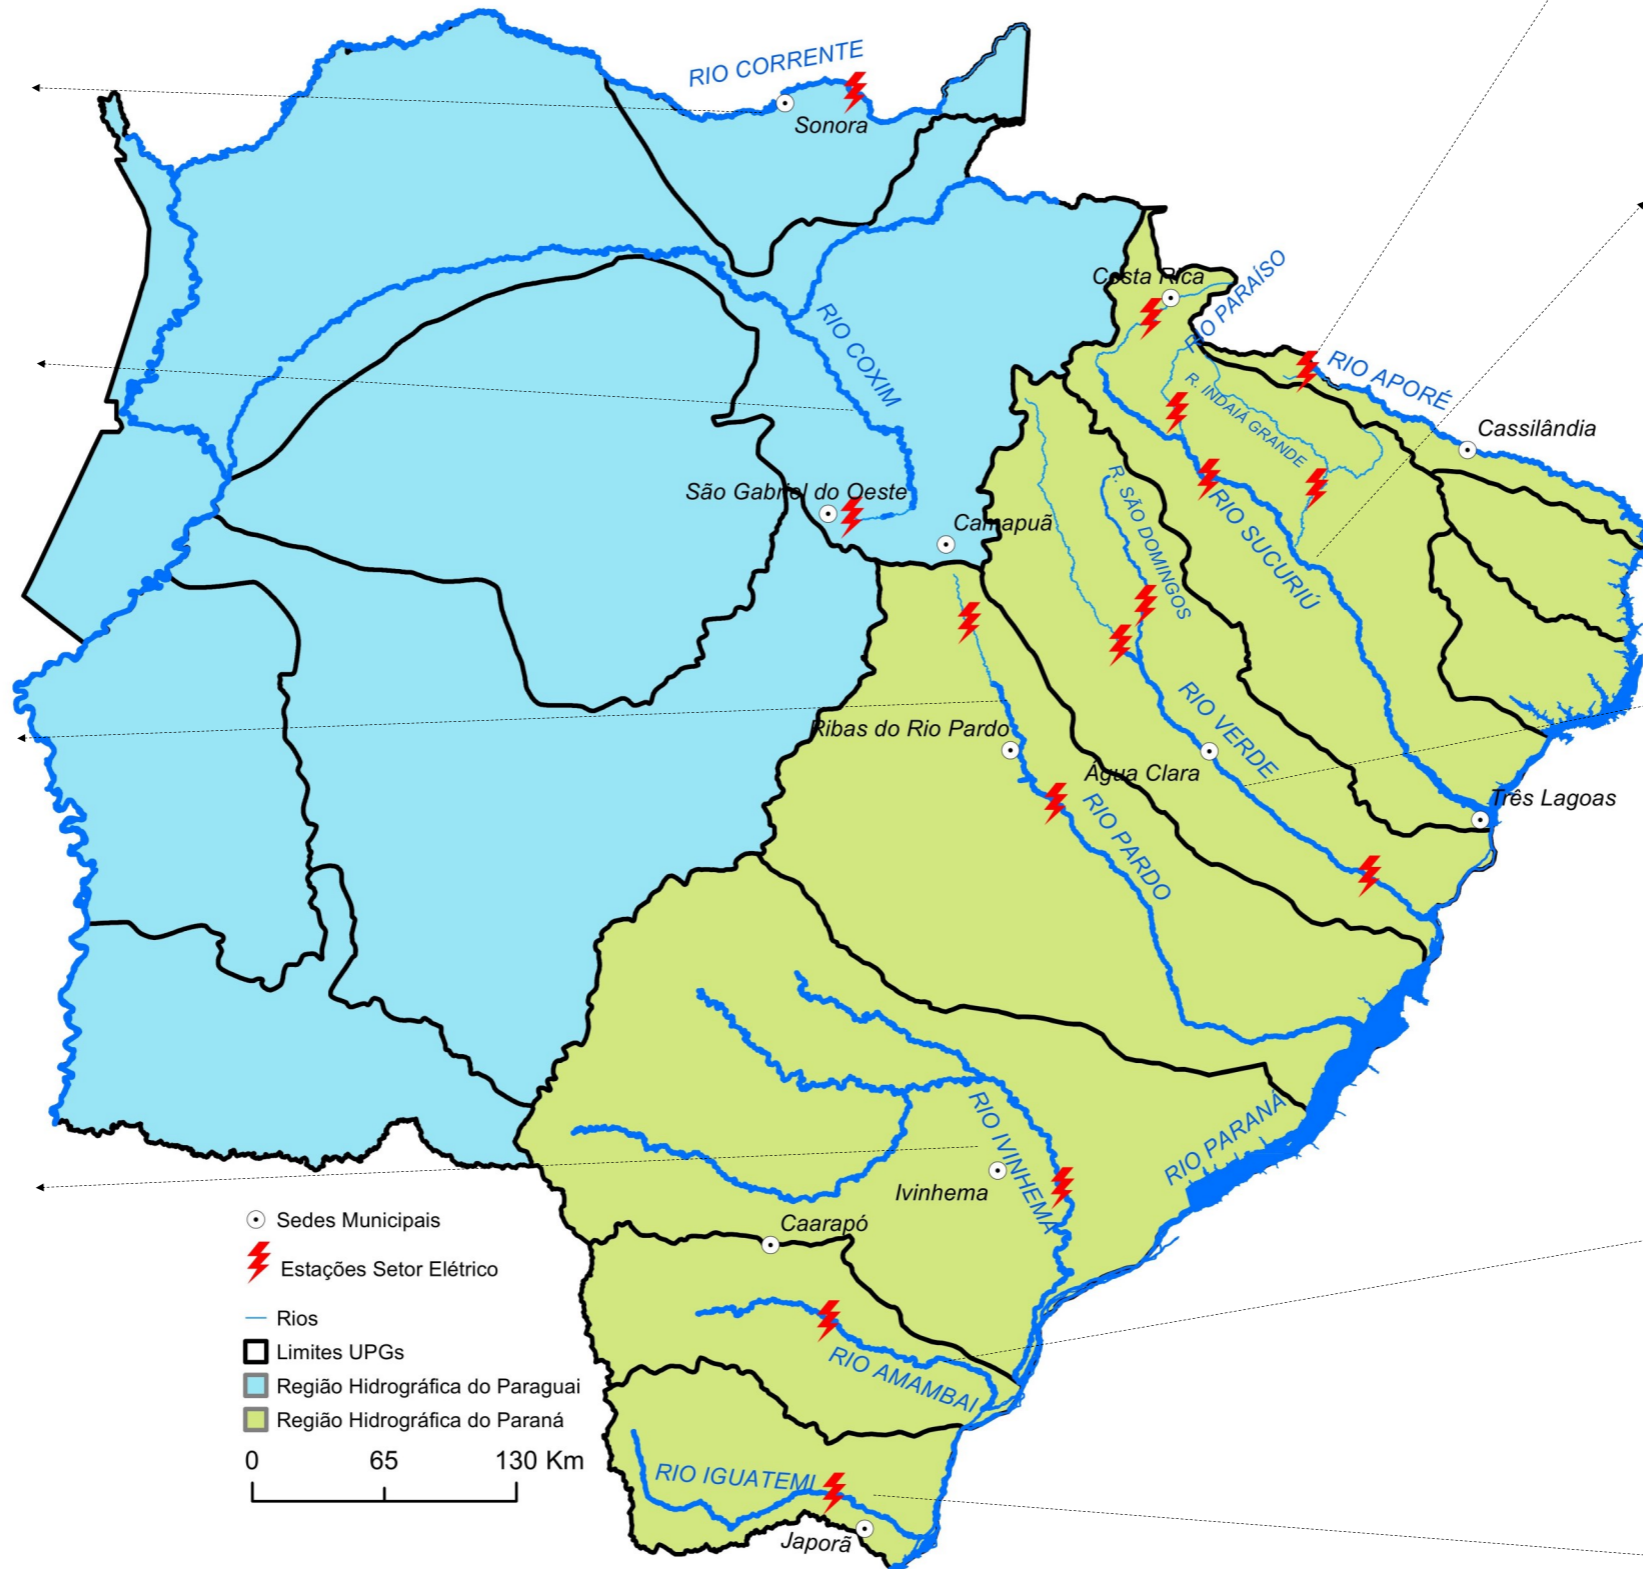 RIO CORRENTE
Sonora
Costa Rica
RIO PARAÍSO
RIO COXIM
RIO APORÉ
R. INDAIÁ GRANDE
Cassilândia
São Gabriel do Oeste
R. SÃO DOMINGOS
RIO SUCURIÚ
Camapuã
Ribas do Rio Pardo
RIO VERDE
Água Clara
Três Lagoas
RIO PARDO
RIO PARANÁ
RIO IVINHEMA
Ivinhema
Caarapó
Sedes Municipais
Estações Setor Elétrico
Rios
Limites UPGs
Região Hidrográfica do Paraguai
Região Hidrográfica do Paraná
0 65 130 Km
RIO AMAMBAI
RIO IGUATEMI
Japorã